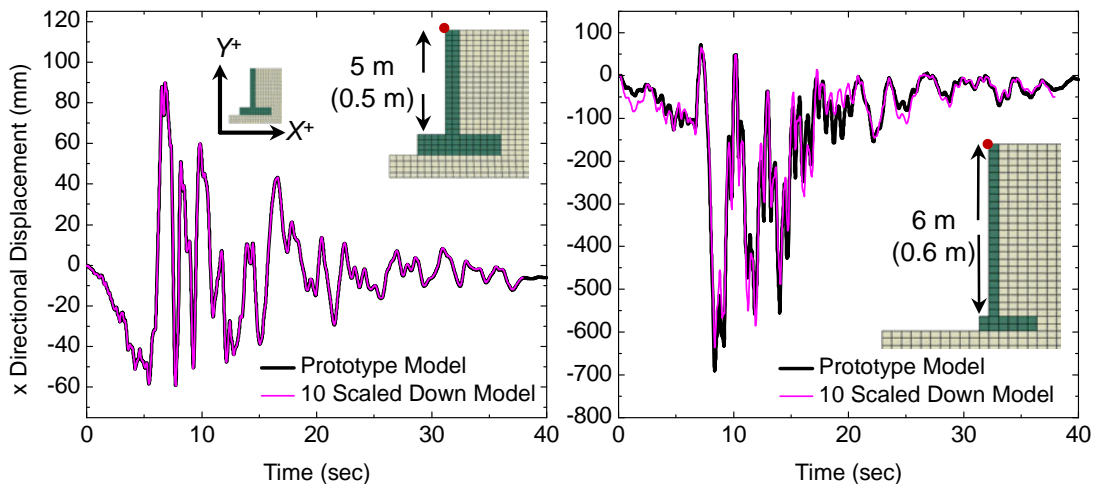 x Directional Displacement (mm)
120
100
80
60
40
20
0
-20
-40
-60
Y+
X+
5 m
(0.5 m)
Prototype Model
10 Scaled Down Model
0
10
20
30
40
Time (sec)
100
0
-100
-200
-300
-400
-500
-600
-700
-800
6 m
(0.6 m)
Prototype Model
10 Scaled Down Model
0
10
20
30
40
Time (sec)